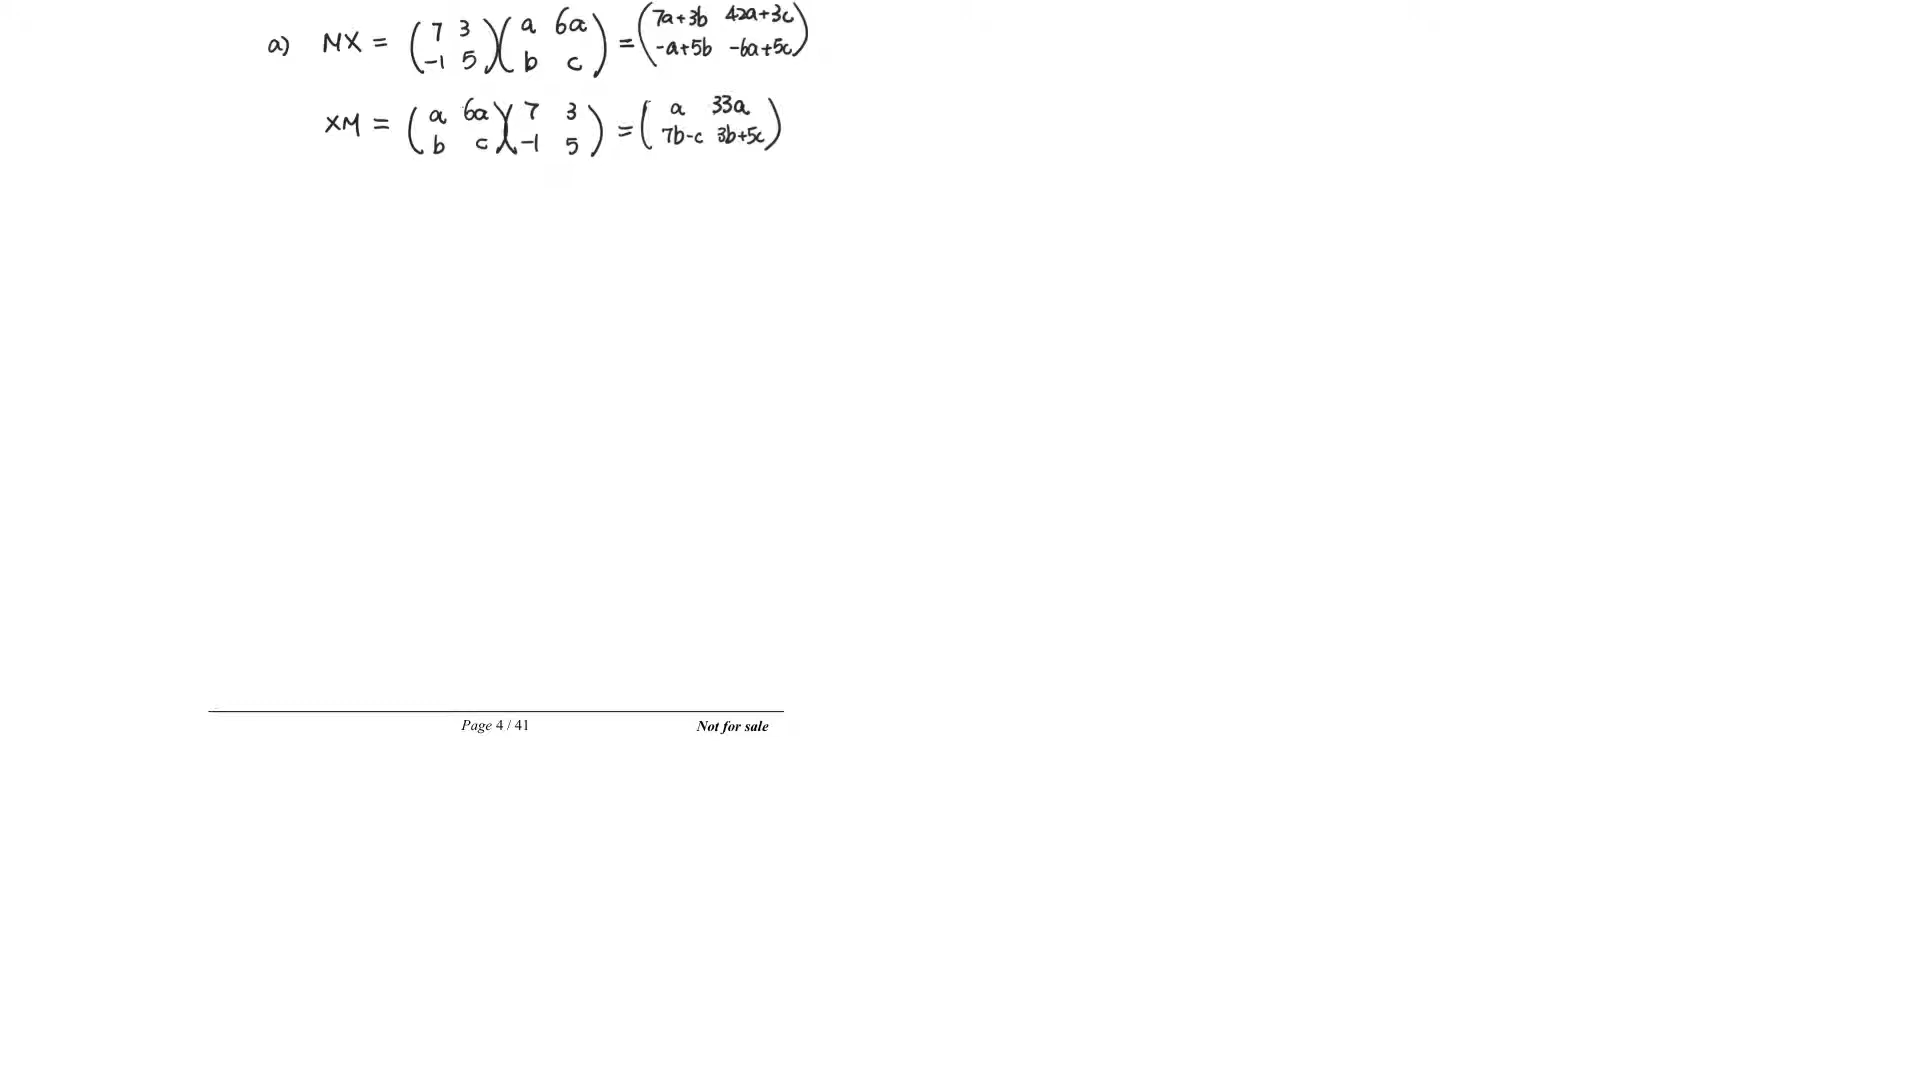 a) MX = ( 7 3 ) ( a 6a ) = ( 7a+3b 42a+3c )
( -1 5 ) ( b c ) ( -a+5b -6a+5c )
XM = ( a 6a ) ( 7 3 ) = ( a 33a )
( b c ) ( -1 5 ) ( 7b-c 3b+5c )
Page 4 / 41 Not for sale